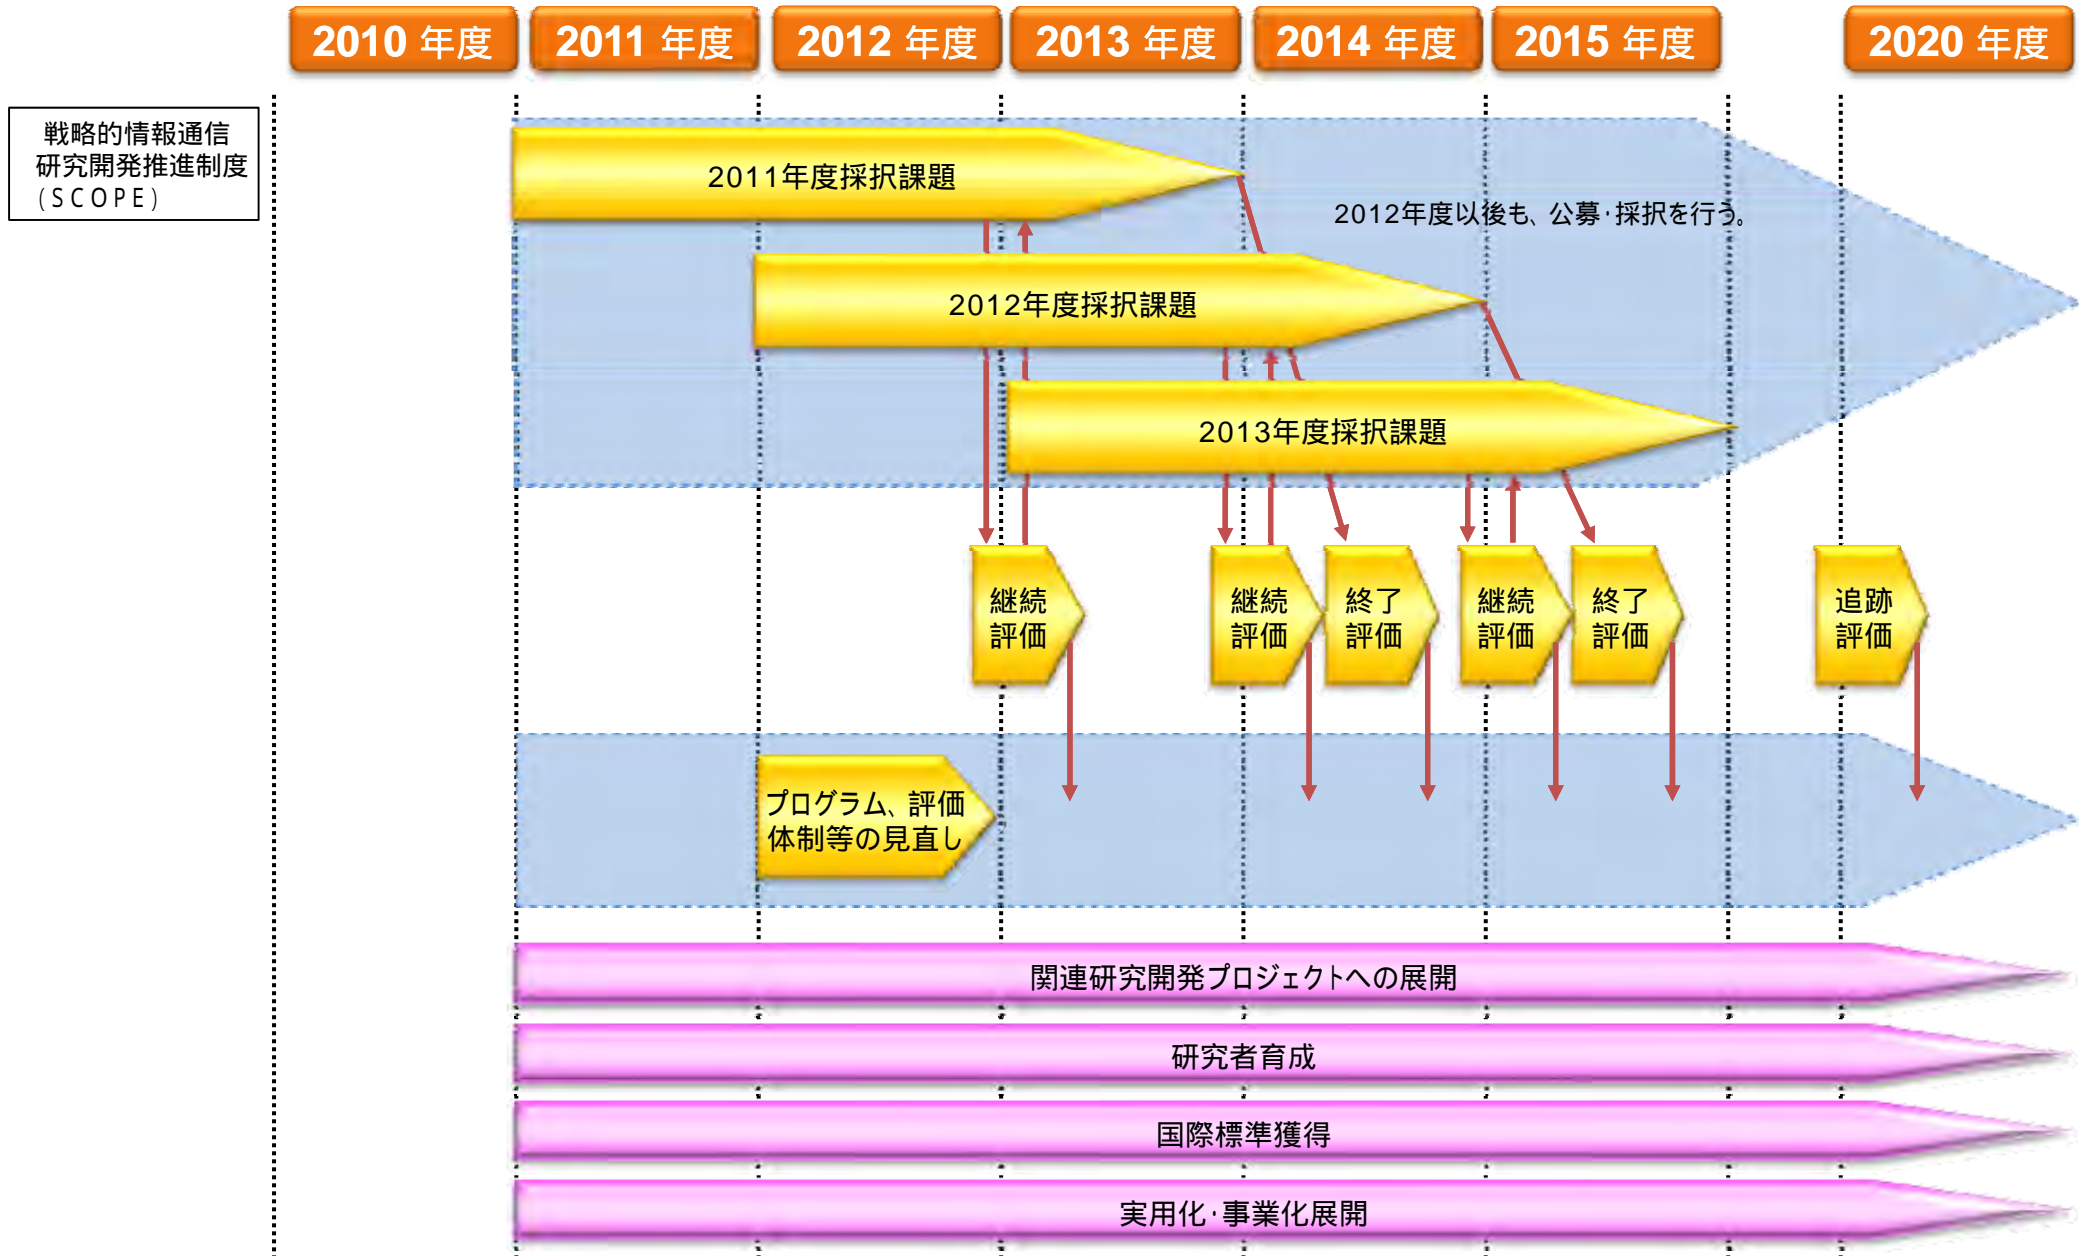 2010 年度
2011 年度
2012 年度
2013 年度
2014 年度
2015 年度
2020 年度
戦略的情報通信
研究開発推進制度
(SCOPE)
2011年度採択課題
2012年度以後も、公募・採択を行う。
2012年度採択課題
2013年度採択課題
継続
評価
継続
評価
終了
評価
継続
評価
終了
評価
追跡
評価
プログラム、評価
体制等の見直し
関連研究開発プロジェクトへの展開
研究者育成
国際標準獲得
実用化・事業化展開